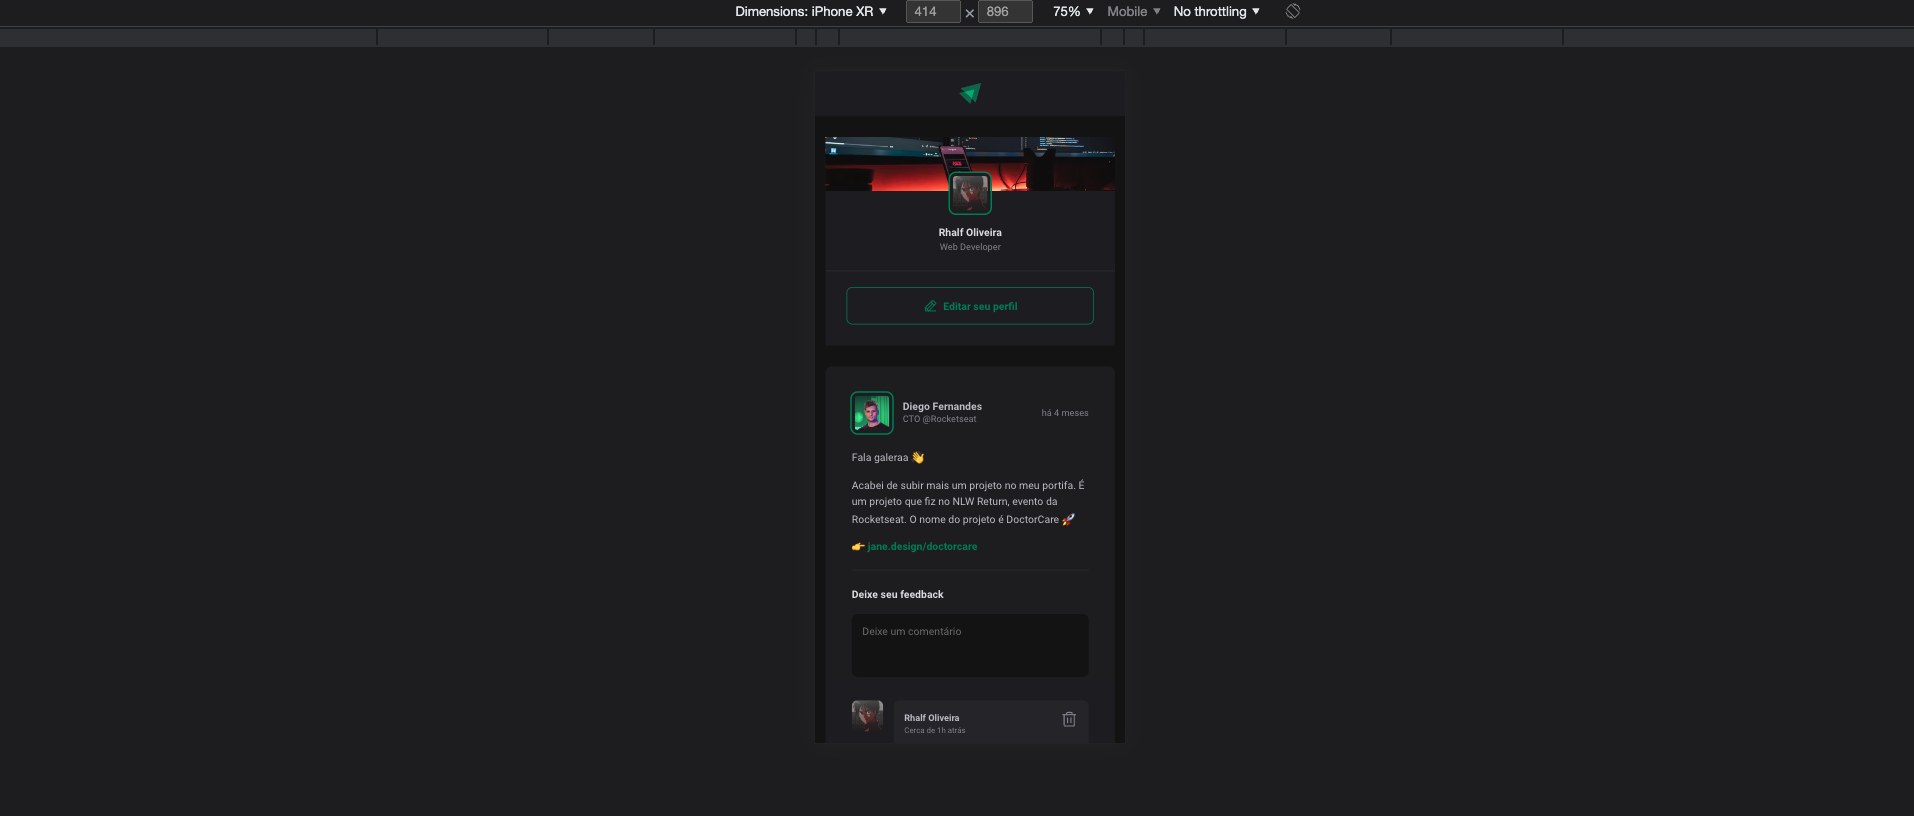 Dimensions: iPhone XR ▼ 414 × 896 75% ▼ Mobile ▼ No throttling ▼
Rhalf Oliveira
Web Developer
Editar seu perfil
Diego Fernandes
CTO @Rocketseat
há 4 meses
Fala galeraa 👋
Acabei de subir mais um projeto no meu portifa. É
um projeto que fiz no NLW Return, evento da
Rocketseat. O nome do projeto é DoctorCare 🚀
👉 jane.design/doctorcare
Deixe seu feedback
Deixe um comentário
Rhalf Oliveira
Cerca de 1h atrás